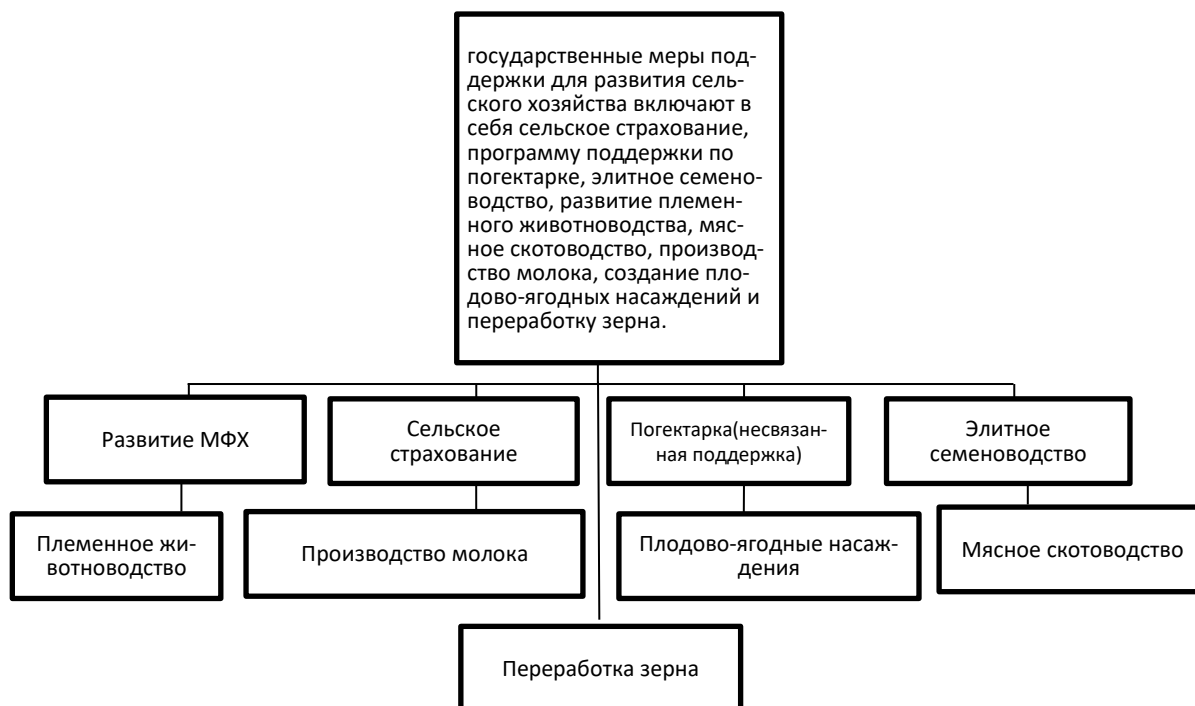 государственные меры под-
держки для развития сель-
ского хозяйства включают в
себя сельское страхование,
программу поддержки по
погектарке, элитное семено-
водство, развитие племен-
ного животноводства, мяс-
ное скотоводство, производ-
ство молока, создание пло-
дово-ягодных насаждений и
переработку зерна.
Развитие МФХ
Сельское
страхование
Погектарка(несвязан-
ная поддержка)
Элитное
семеноводство
Племенное жи-
вотноводство
Производство молока
Плодово-ягодные насаж-
дения
Мясное скотоводство
Переработка зерна